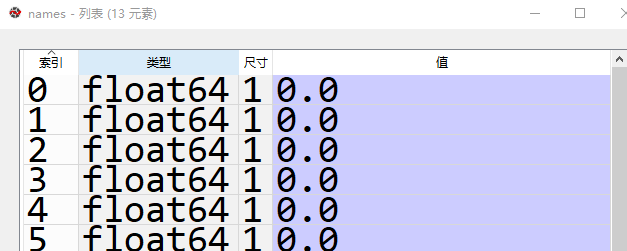 names - 列表 (13 元素)
索引 类型 尺寸 值
0 float64 1 0.0
1 float64 1 0.0
2 float64 1 0.0
3 float64 1 0.0
4 float64 1 0.0
5 float64 1 0.0